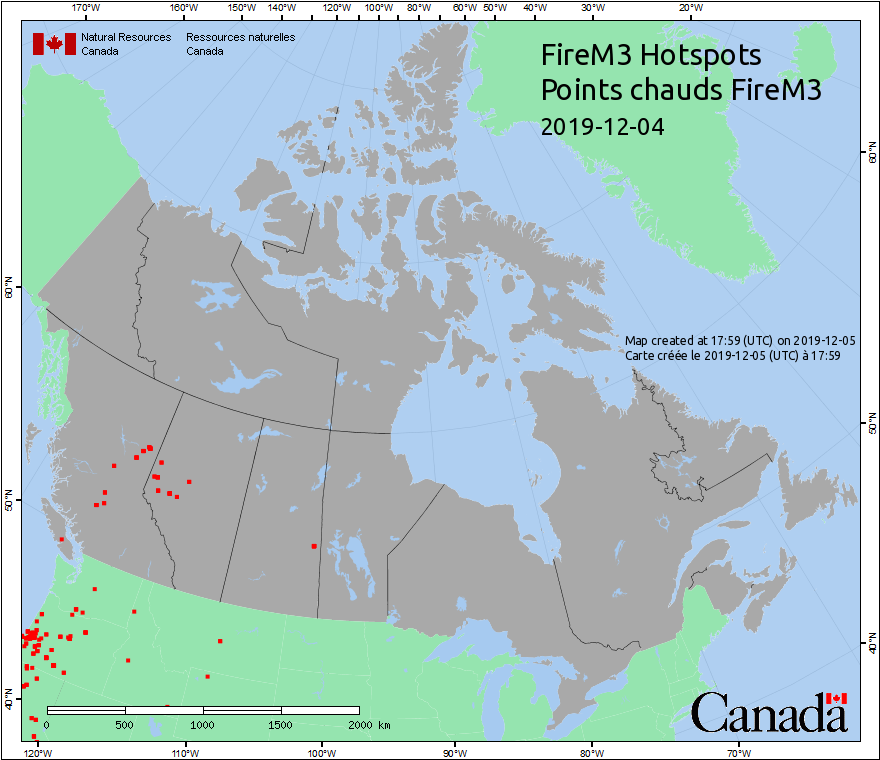 170°W 160°W 150°W 140°W 130°W 120°W 110°W 100°W 90°W 80°W 60°W 50°W 40°W 30°W 20°W
Natural Resources Ressources naturelles
Canada Canada
FireM3 Hotspots
Points chauds FireM3
2019-12-04
60°N
60°N
Map created at 17:59 (UTC) on 2019-12-05
Carte créée le 2019-12-05 (UTC) à 17:59
50°N
50°N
40°N
40°N
Canada
0 500 1000 1500 2000 km
120°W 110°W 100°W 90°W 80°W 70°W